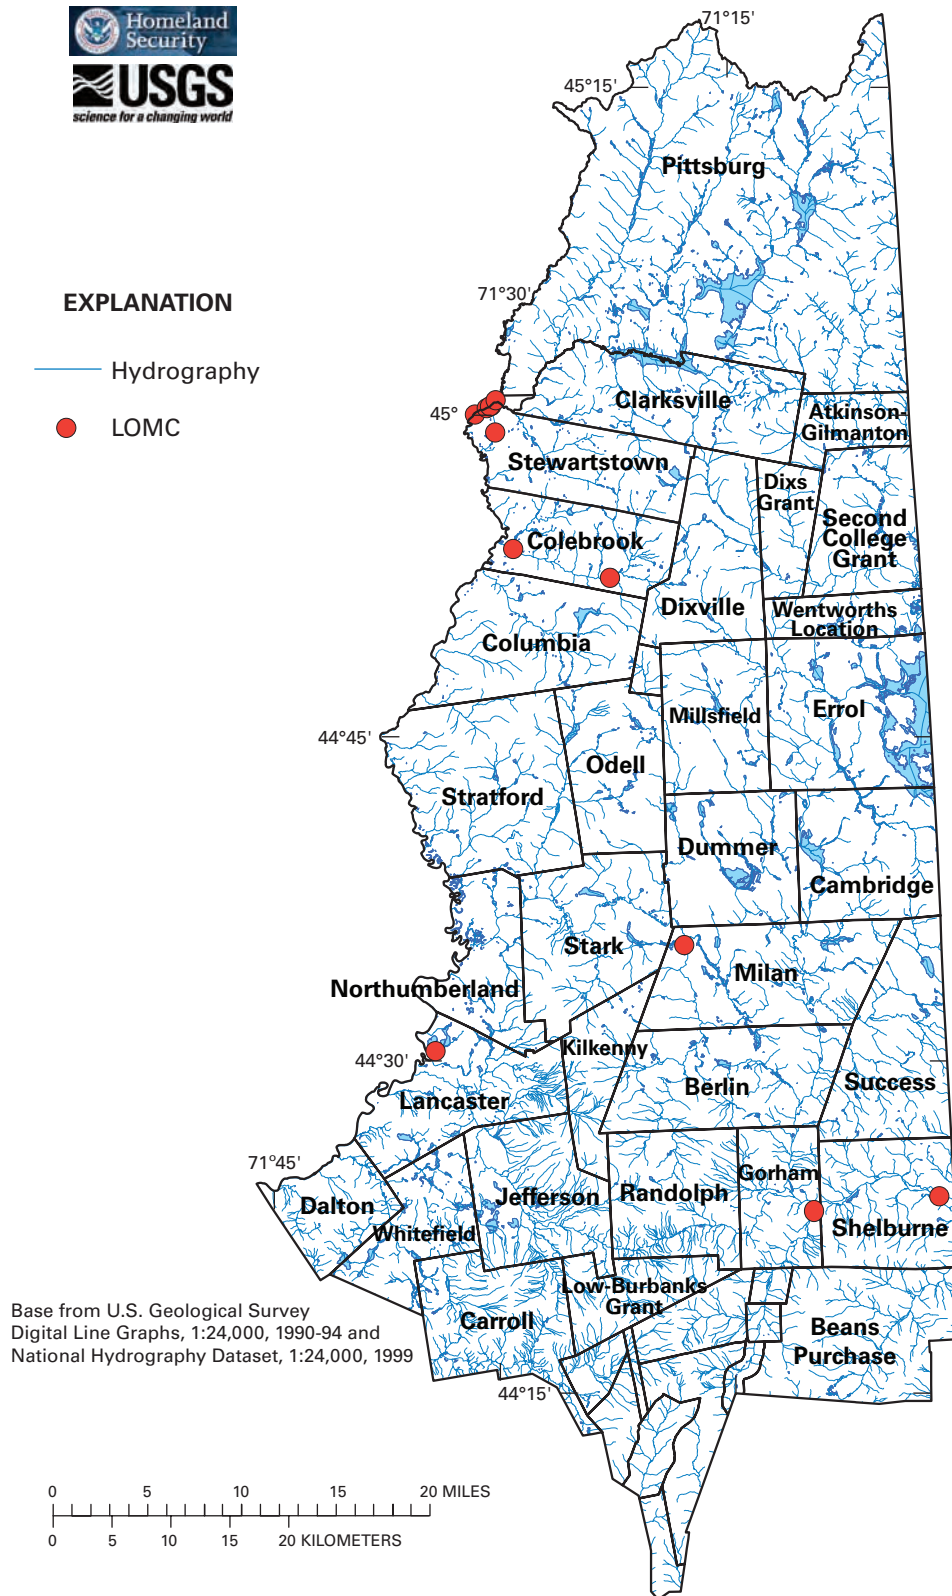 Homeland
Security
USGS
science for a changing world
71°15'
45°15'
Pittsburg
EXPLANATION
Hydrography
LOMC
71°30'
45°
Clarksville
Atkinson-
Gilmanton
Stewartstown
Dixs
Grant
Second
College
Grant
Colebrook
Dixville
Wentworths
Location
Columbia
Millsfield
Errol
44°45'
Odell
Stratford
Dummer
Cambridge
Stark
Milan
Northumberland
44°30'
Kilkenny
Berlin
Success
Lancaster
71°45'
Gorham
Dalton
Jefferson
Randolph
Whitefield
Shelburne
Low-Burbanks
Grant
Carroll
Beans
Purchase
Base from U.S. Geological Survey
Digital Line Graphs, 1:24,000, 1990-94 and
National Hydrography Dataset, 1:24,000, 1999
44°15'
0 5 10 15 20 MILES
0 5 10 15 20 KILOMETERS